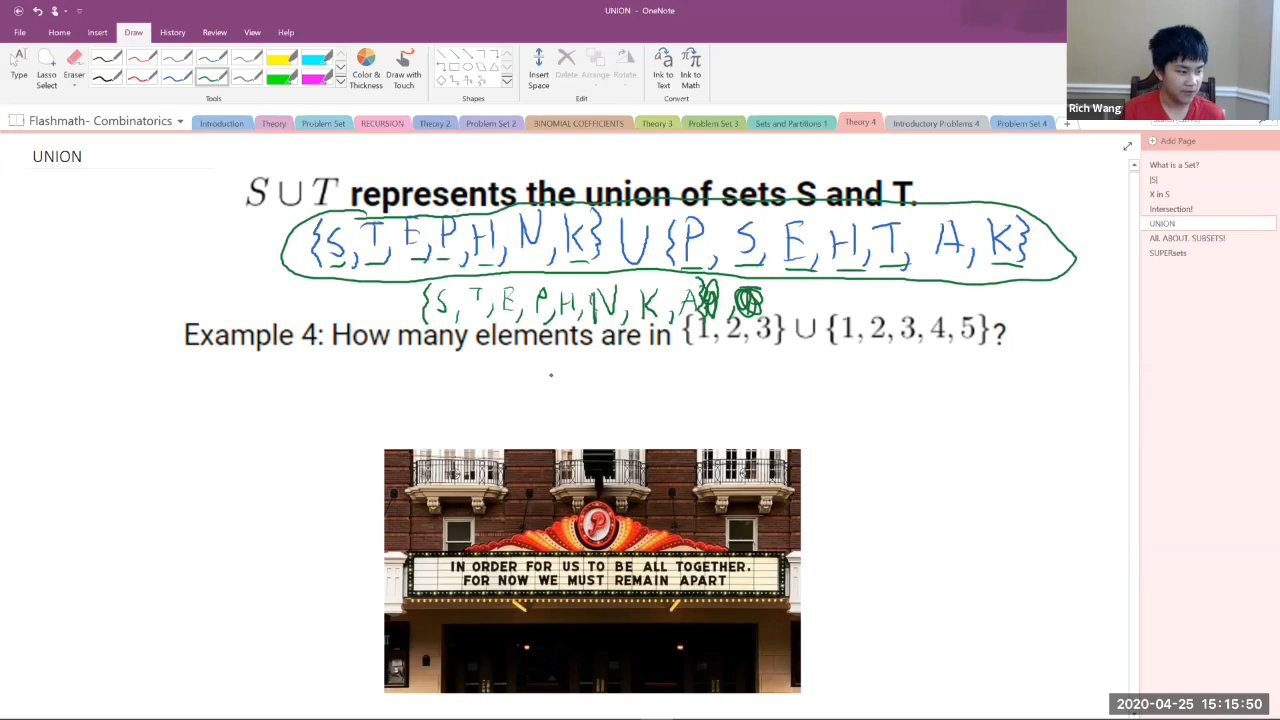 UNION - OneNote
File Home Insert Draw History Review View Help
Type Lasso Select Eraser Color & Thickness Draw with Touch Insert Space Delete Arrange Rotate Ink to Text Ink to Math
Tools Shapes Edit Convert
Rich Wang
Flashmath- Combinatorics Introduction Theory Problem Set RECURSION Theory 2 Problem Set 2 BINOMIAL COEFFICIENTS Theory 3 Problem Set 3 Sets and Partitions 1 Theory 4 Introductory Problems 4 Problem Set 4 +
Add Page
UNION
What is a Set?
|S|
X in S
Intersection!
UNION
All. ABOUT. SUBSETS!
SUPERsets
S ∪ T represents the union of sets S and T.
{S, T, E, P, H, N, K} ∪ {P, S, E, H, T, A, K}
{S, T, E, P, H, N, K, A}
Example 4: How many elements are in {1, 2, 3} ∪ {1, 2, 3, 4, 5}?
IN ORDER FOR US TO BE ALL TOGETHER.
FOR NOW WE MUST REMAIN APART
2020-04-25 15:15:50